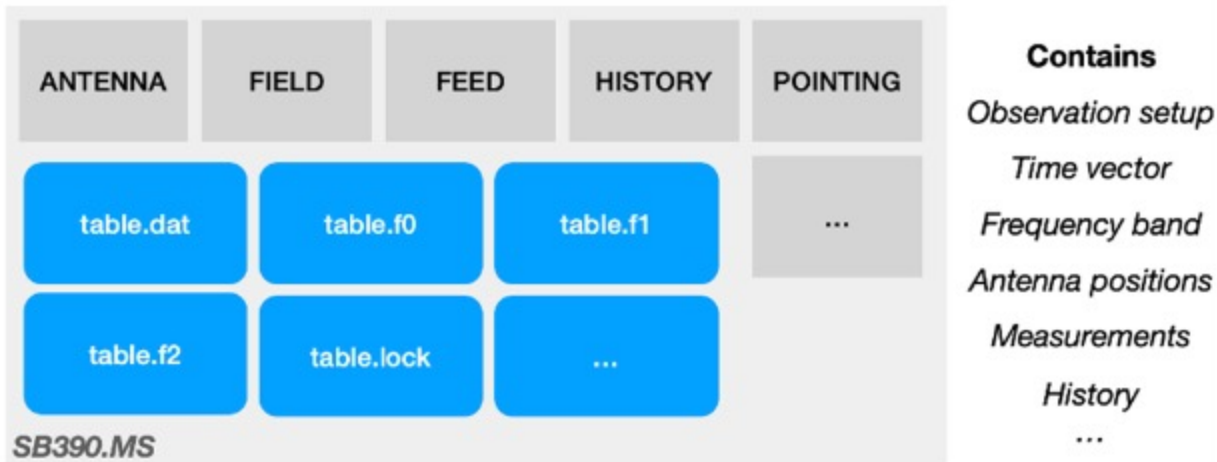 ANTENNA
FIELD
FEED
HISTORY
POINTING
table.dat
table.f0
table.f1
...
table.f2
table.lock
...
SB390.MS
Contains
Observation setup
Time vector
Frequency band
Antenna positions
Measurements
History
...